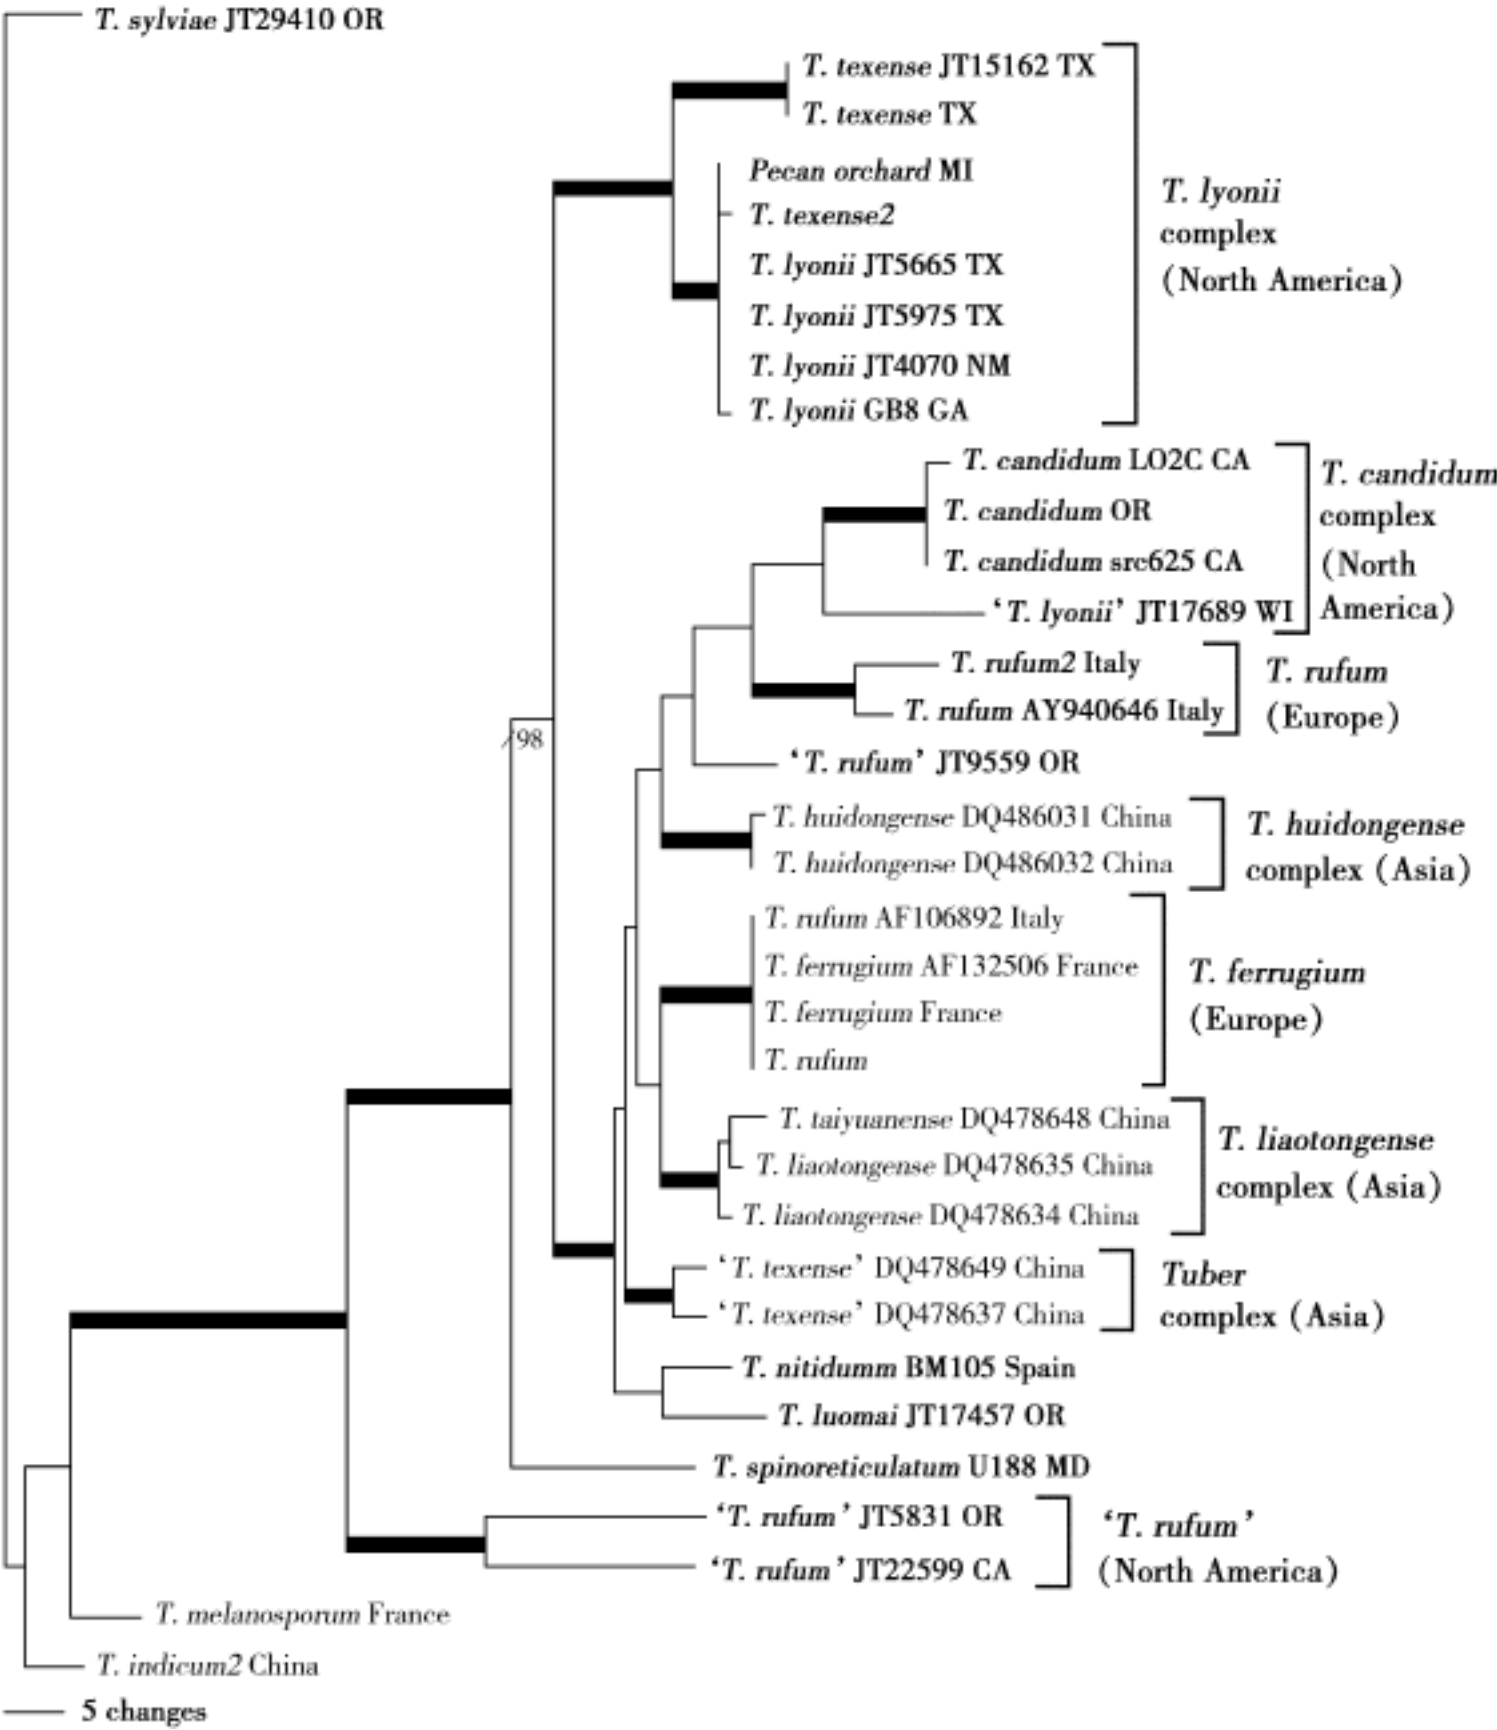 T. sylviae JT29410 OR
T. texense JT15162 TX
T. texense TX
Pecan orchard MI
T. texense2
T. lyonii JT5665 TX
T. lyonii JT5975 TX
T. lyonii JT4070 NM
T. lyonii GB8 GA
T. lyonii
complex
(North America)
T. candidum LO2C CA
T. candidum OR
T. candidum src625 CA
‘T. lyonii’ JT17689 WI
T. candidum
complex
(North
America)
T. rufum2 Italy
T. rufum AY940646 Italy
T. rufum
(Europe)
98
‘T. rufum’ JT9559 OR
T. huidongense DQ486031 China
T. huidongense DQ486032 China
T. huidongense
complex (Asia)
T. rufum AF106892 Italy
T. ferrugium AF132506 France
T. ferrugium France
T. rufum
T. ferrugium
(Europe)
T. taiyuanense DQ478648 China
T. liaotongense DQ478635 China
T. liaotongense DQ478634 China
T. liaotongense
complex (Asia)
‘T. texense’ DQ478649 China
‘T. texense’ DQ478637 China
Tuber
complex (Asia)
T. nitidumm BM105 Spain
T. luomai JT17457 OR
T. spinoreticulatum U188 MD
‘T. rufum’ JT5831 OR
‘T. rufum’ JT22599 CA
‘T. rufum’
(North America)
T. melanosporum France
T. indicum2 China
5 changes